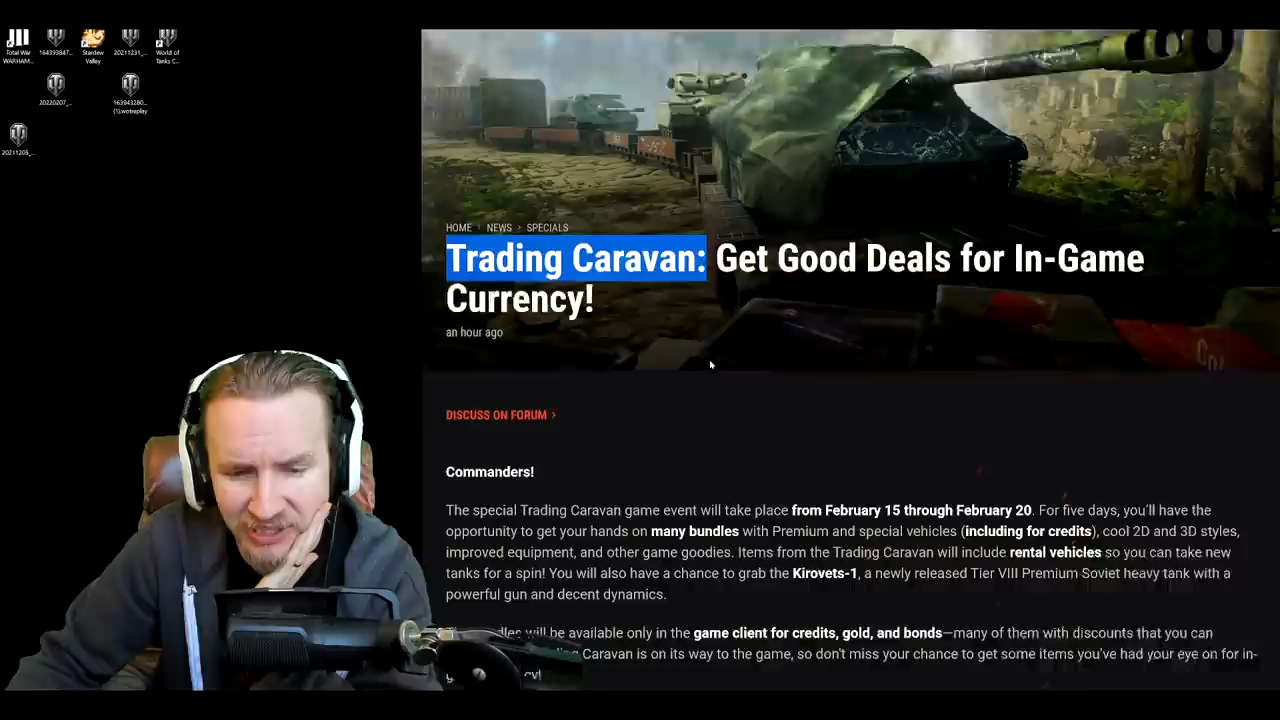 Total War
WARHAM...
164393847...
Stardew
Valley
20211231_...
World of
Tanks C...
20220207_...
163943280...
(1).wotreplay
20211205_...
HOME > NEWS > SPECIALS
Trading Caravan: Get Good Deals for In-Game
Currency!
an hour ago
DISCUSS ON FORUM >
Commanders!
The special Trading Caravan game event will take place from February 15 through February 20. For five days, you'll have the
opportunity to get your hands on many bundles with Premium and special vehicles (including for credits), cool 2D and 3D styles,
improved equipment, and other game goodies. Items from the Trading Caravan will include rental vehicles so you can take new
tanks for a spin! You will also have a chance to grab the Kirovets-1, a newly released Tier VIII Premium Soviet heavy tank with a
powerful gun and decent dynamics.
will be available only in the game client for credits, gold, and bonds—many of them with discounts that you can
Caravan is on its way to the game, so don't miss your chance to get some items you've had your eye on for in-